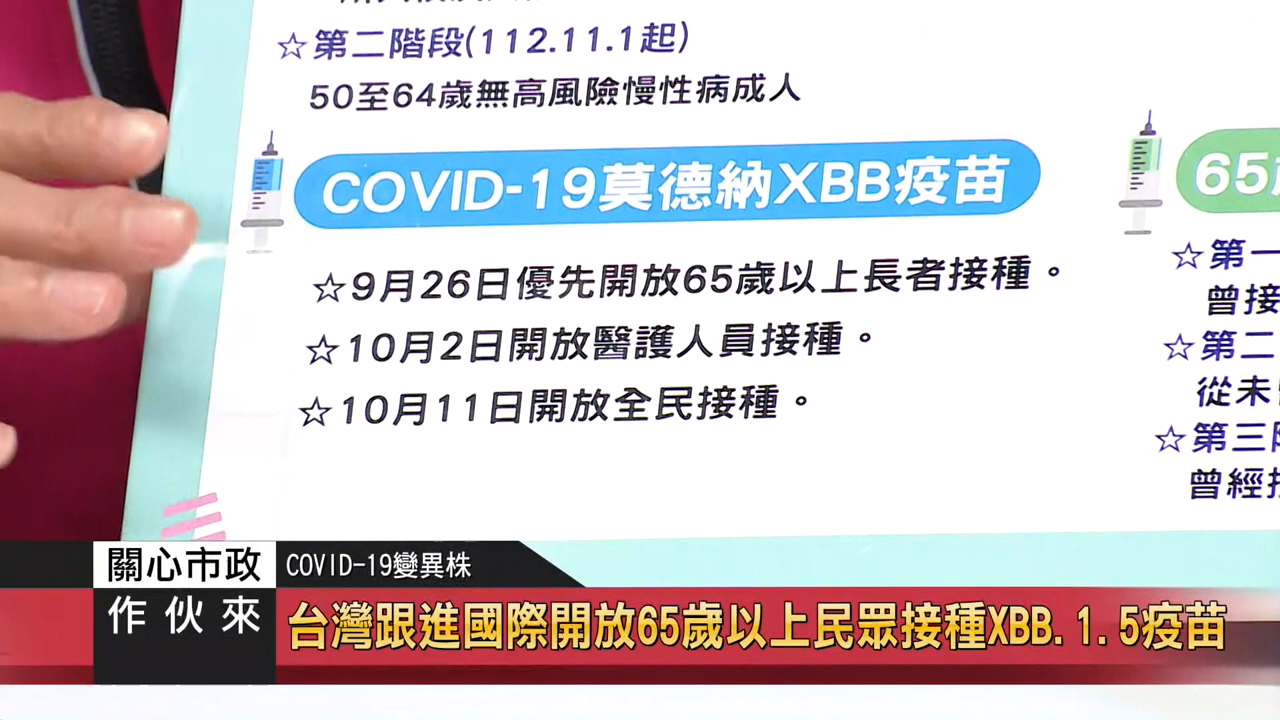 ☆第二階段(112.11.1起)
50至64歲無高風險慢性病成人
COVID-19莫德納XBB疫苗
☆9月26日優先開放65歲以上長者接種。
☆10月2日開放醫護人員接種。
☆10月11日開放全民接種。
65
☆第一
曾接
☆第二
從未
☆第三
曾經
關心市政
作伙來
COVID-19變異株
台灣跟進國際開放65歲以上民眾接種XBB.1.5疫苗